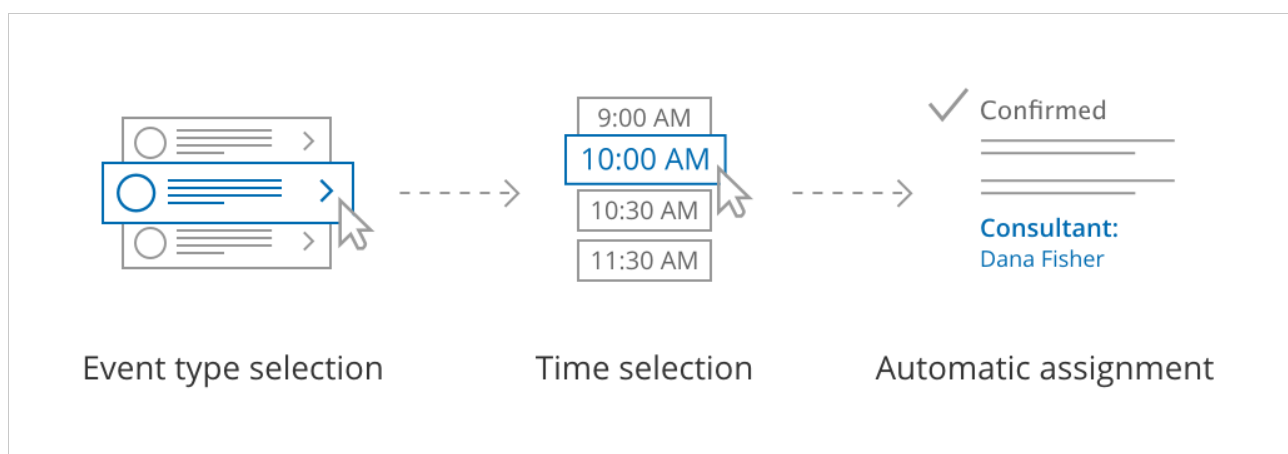 9:00 AM
10:00 AM
10:30 AM
11:30 AM
Confirmed
Consultant:
Dana Fisher
Event type selection
Time selection
Automatic assignment